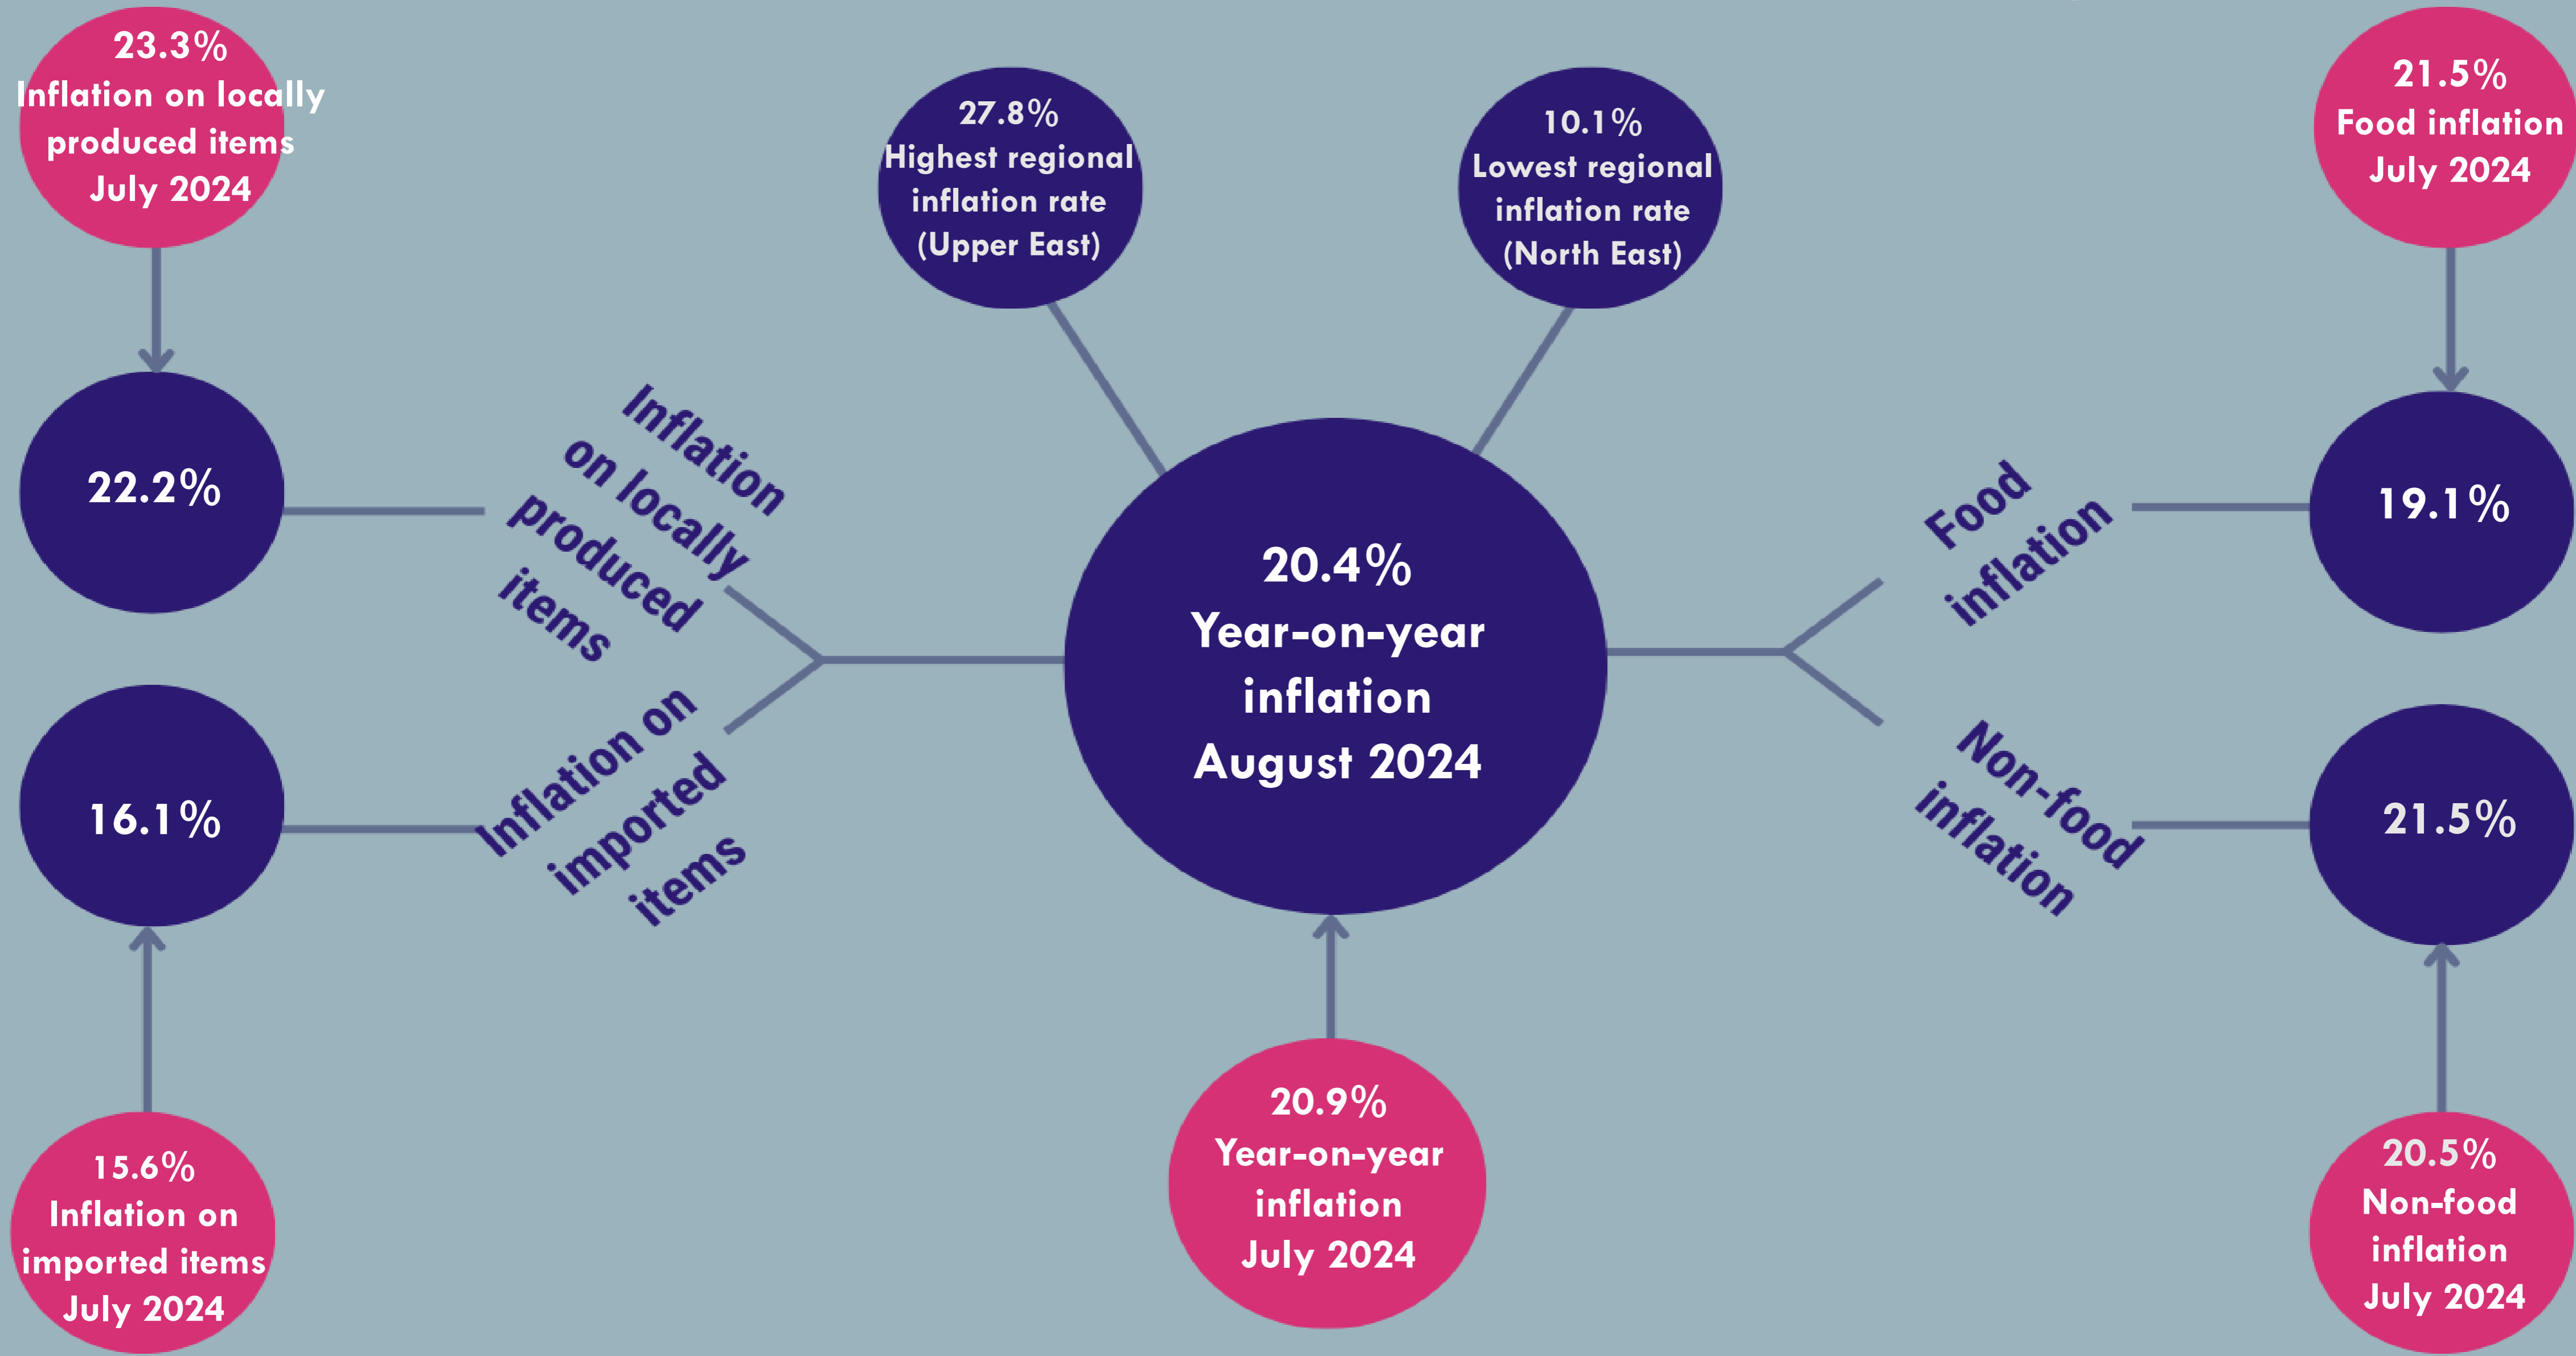 23.3%
Inflation on locally
produced items
July 2024
27.8%
Highest regional
inflation rate
(Upper East)
10.1%
Lowest regional
inflation rate
(North East)
21.5%
Food inflation
July 2024
22.2%
Inflation
on locally
produced
items
16.1%
Inflation on
imported
items
20.4%
Year-on-year
inflation
August 2024
Food
inflation
19.1%
Non-food
inflation
21.5%
15.6%
Inflation on
imported items
July 2024
20.9%
Year-on-year
inflation
July 2024
20.5%
Non-food
inflation
July 2024